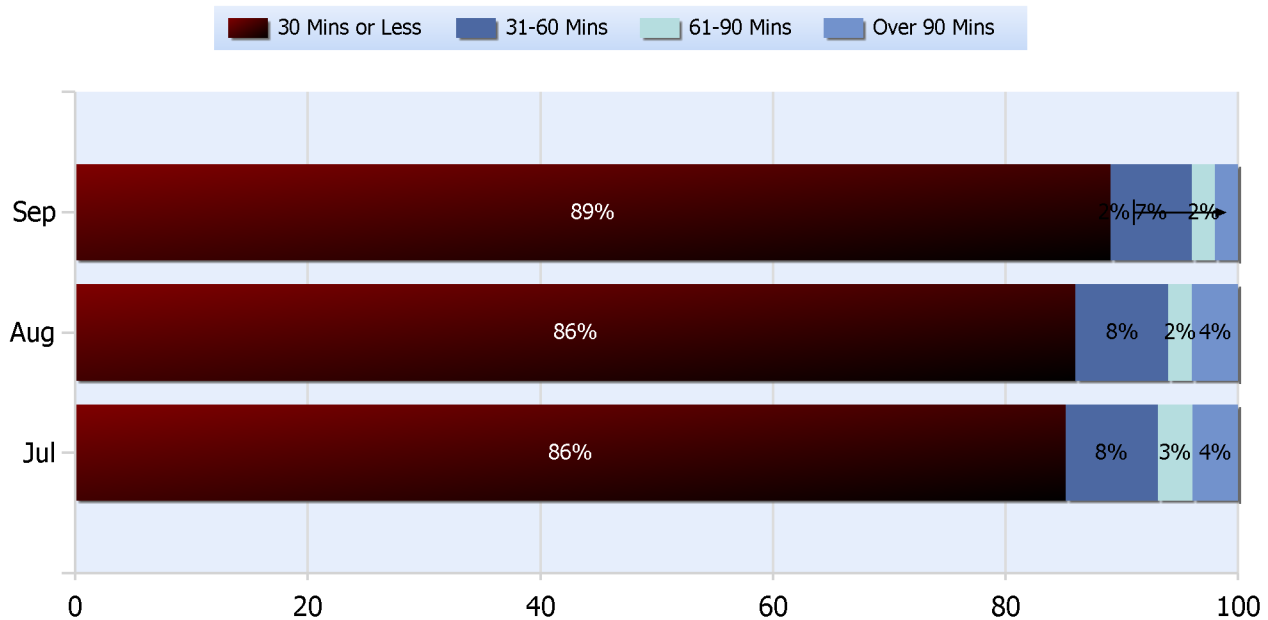 30 Mins or Less 31-60 Mins 61-90 Mins Over 90 Mins
Sep 89% 2% 7% 2%
Aug 86% 8% 2% 4%
Jul 86% 8% 3% 4%
0 20 40 60 80 100